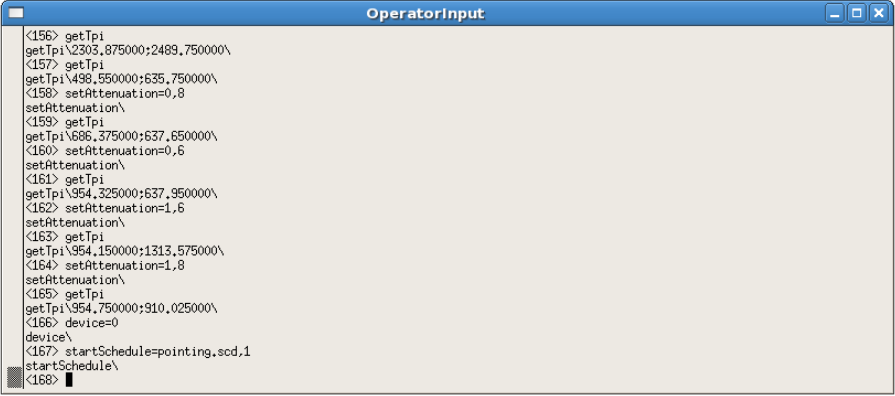 OperatorInput
<156> getTpi
getTpi\2303.875000;2489.750000\
<157> getTpi
getTpi\498.550000;635.750000\
<158> setAttenuation=0,8
setAttenuation\
<159> getTpi
getTpi\686.375000;637.650000\
<160> setAttenuation=0,6
setAttenuation\
<161> getTpi
getTpi\954.325000;637.950000\
<162> setAttenuation=1,6
setAttenuation\
<163> getTpi
getTpi\954.150000;1313.575000\
<164> setAttenuation=1,8
setAttenuation\
<165> getTpi
getTpi\954.750000;910.025000\
<166> device=0
device\
<167> startSchedule=pointing.scd,1
startSchedule\
<168>